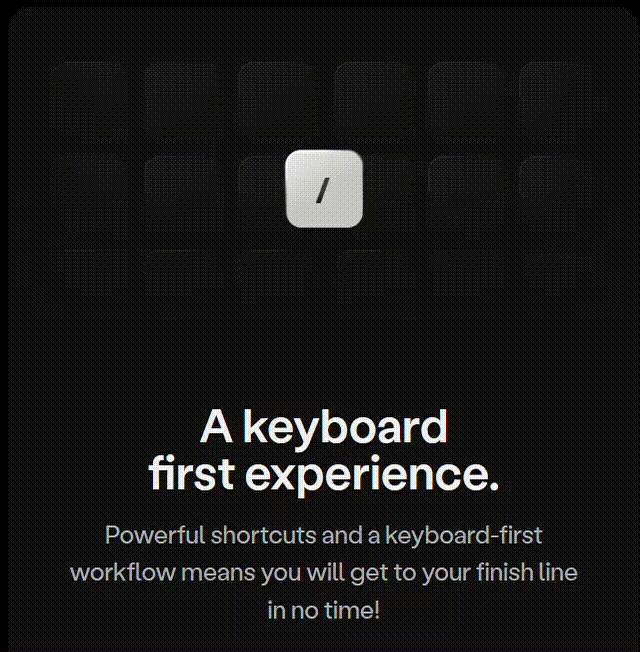 /
A keyboard
first experience.
Powerful shortcuts and a keyboard-first
workflow means you will get to your finish line
in no time!